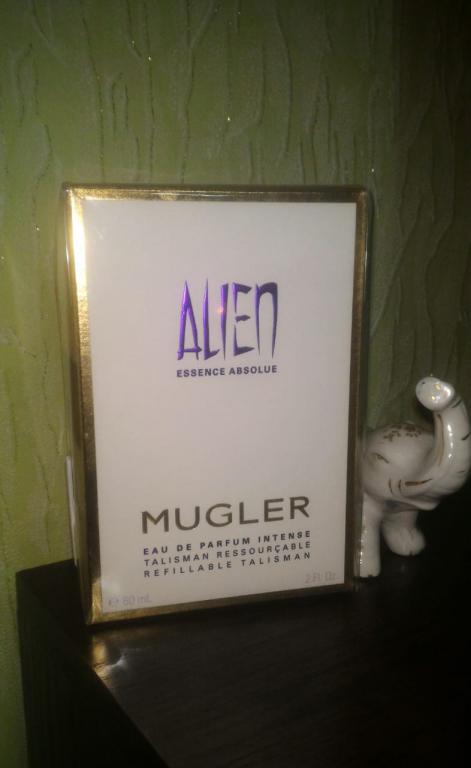 ALIEN
ESSENCE ABSOLUE
MUGLER
EAU DE PARFUM INTENSE
TALISMAN RESSOURÇABLE
REFILLABLE TALISMAN
℮ 60 mL 2 Fl. Oz.